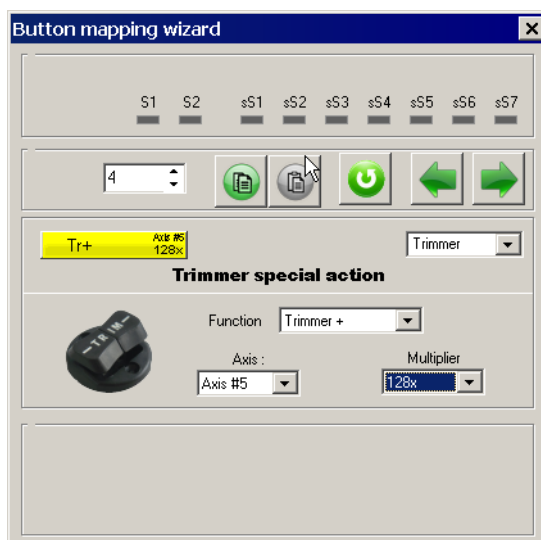 Button mapping wizard
S1 S2 sS1 sS2 sS3 sS4 sS5 sS6 sS7
4
Tr+ Axis #5 128x Trimmer
Trimmer special action
TRIM
Function Trimmer +
Axis : Multiplier
Axis #5 128x